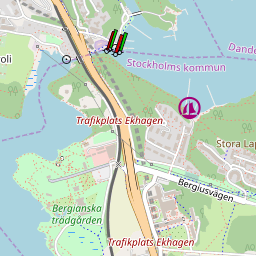 Dande
oli
Stockholms kommun
Trafikplats Ekhagen
Stora Lap
Bergiusvägen
Bergianska
trädgården
Trafikplats Ekhagen